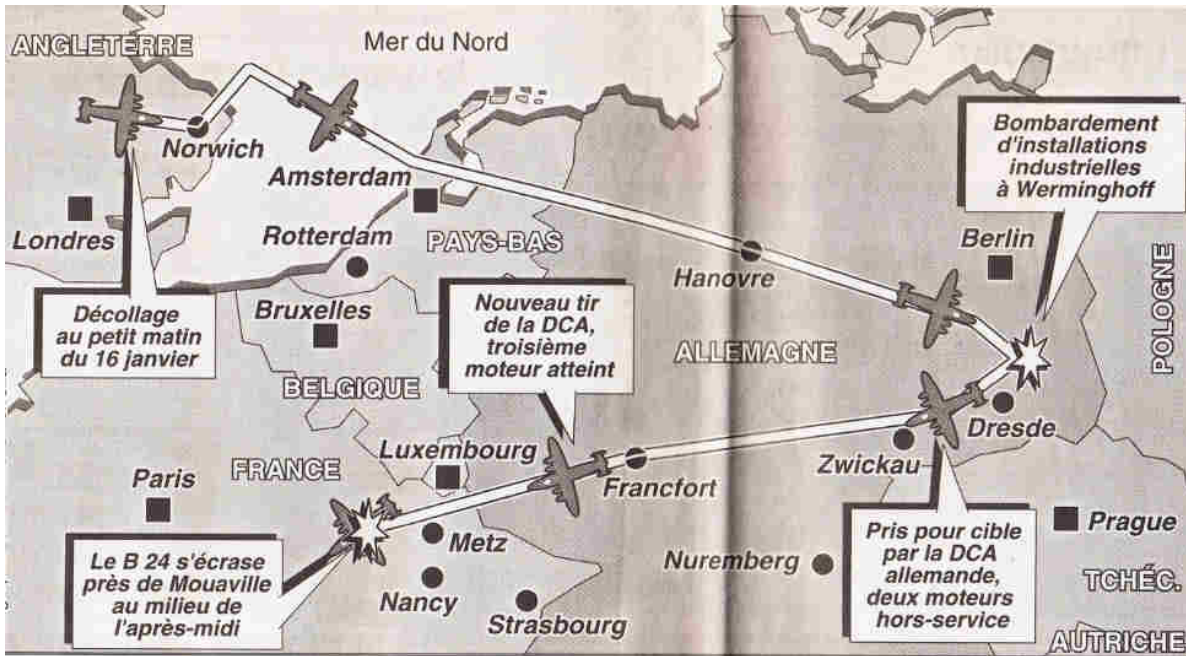 ANGLETERRE
Mer du Nord
Norwich
Londres
Amsterdam
Rotterdam
PAYS-BAS
Bruxelles
BELGIQUE
Décollage
au petit matin
du 16 janvier
Nouveau tir
de la DCA,
troisième
moteur atteint
Hanovre
ALLEMAGNE
Berlin
Bombardement
d'installations
industrielles
à Werminghoff
POLOGNE
Dresde
Zwickau
Francfort
Luxembourg
FRANCE
Paris
Metz
Nancy
Strasbourg
Nuremberg
Prague
TCHÉC.
AUTRICHE
Le B 24 s'écrase
près de Mouaville
au milieu de
l'après-midi
Pris pour cible
par la DCA
allemande,
deux moteurs
hors-service